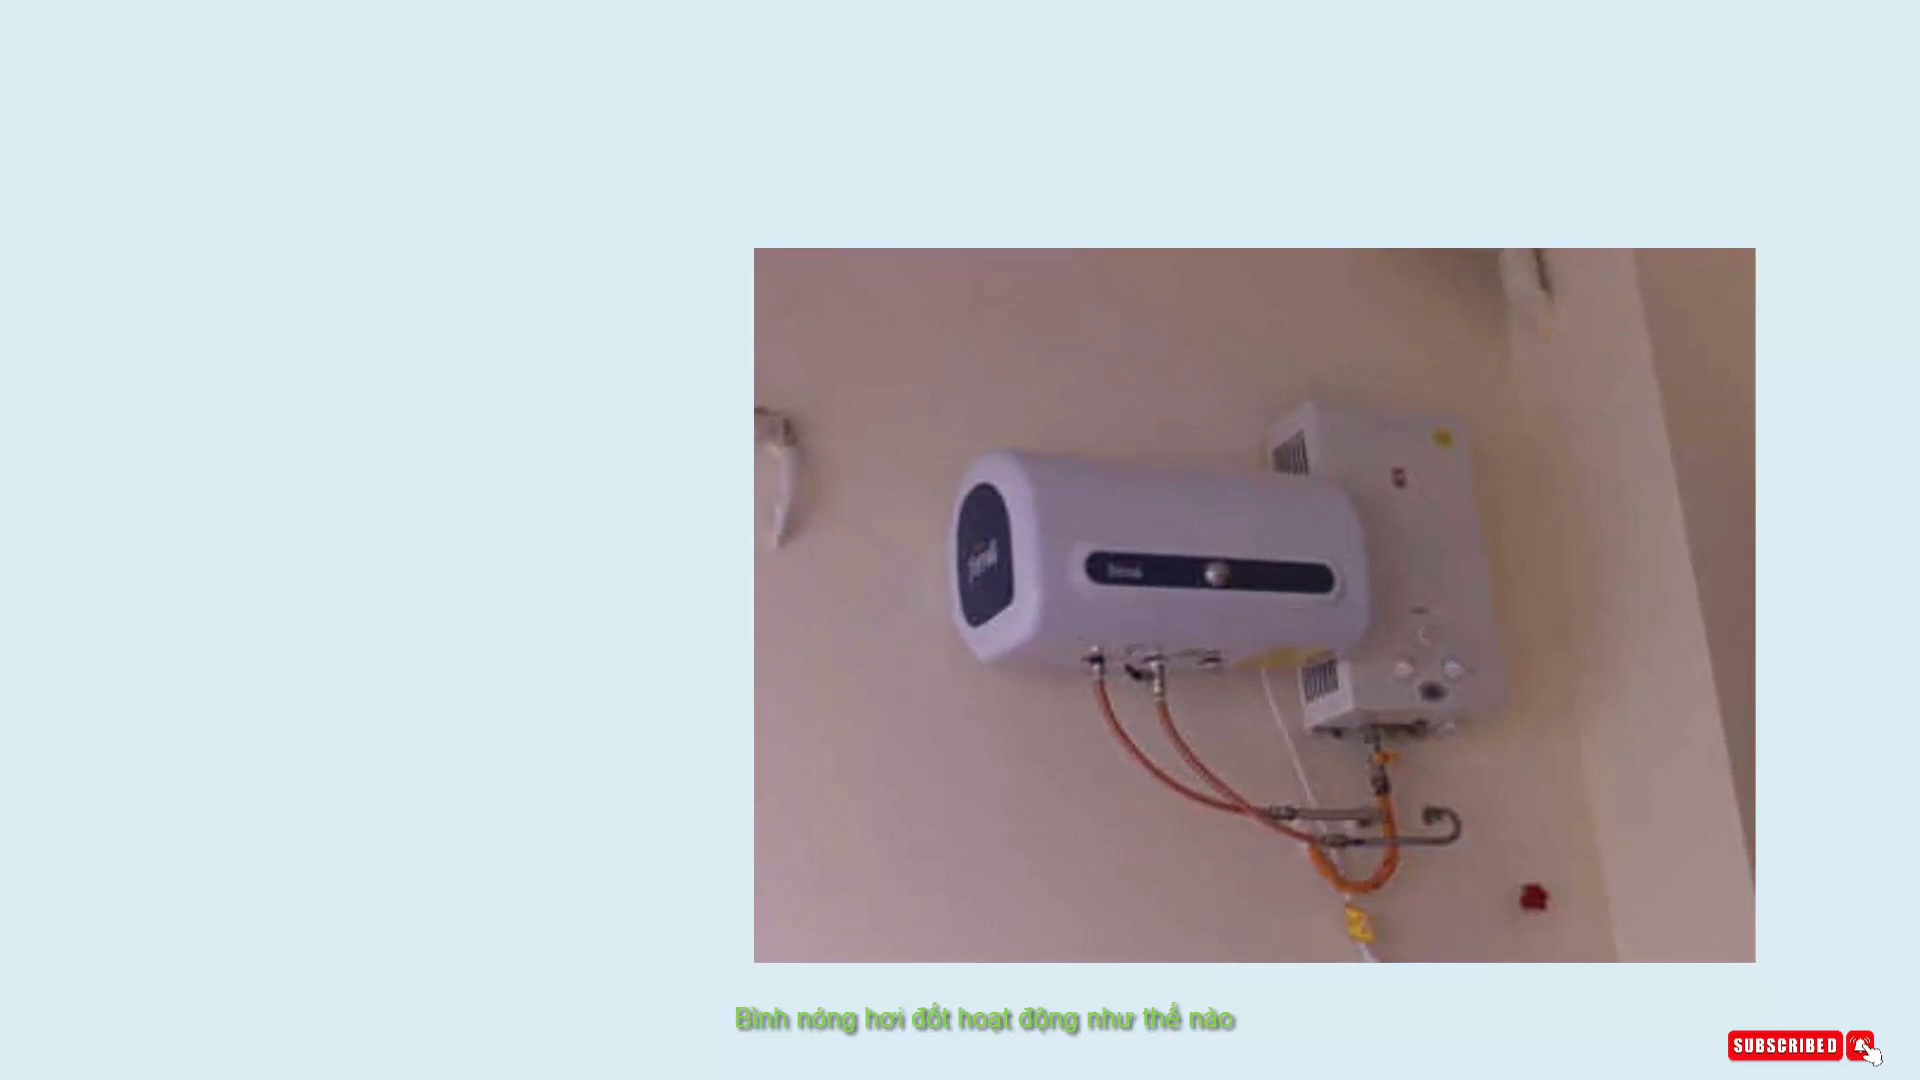 Bình nóng hơi đốt hoạt động như thế nào
SUBSCRIBED